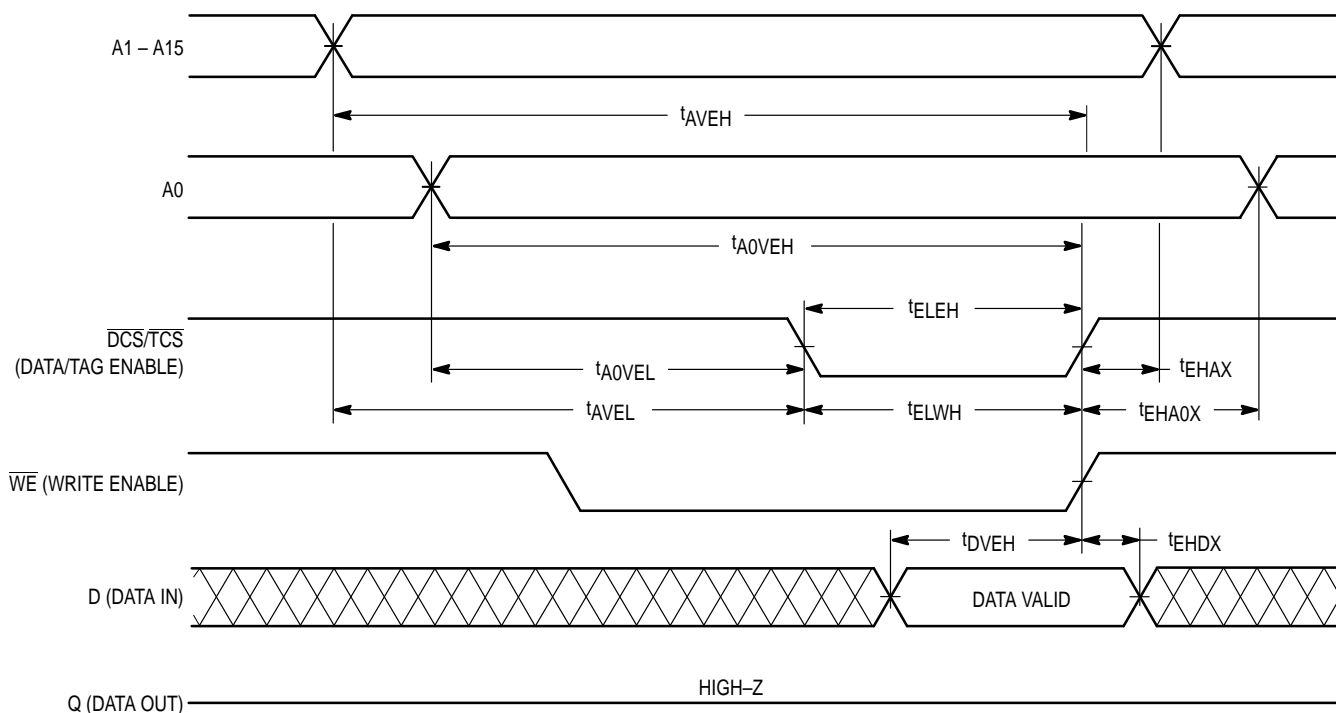 A1 – A15
tAVEH
A0
tA0VEH
tELEH
DCS/TCS
(DATA/TAG ENABLE)
tA0VEL
tEHAX
tAVEL
tELWH
tEHA0X
WE (WRITE ENABLE)
tDVEH
tEHDX
D (DATA IN)
DATA VALID
HIGH–Z
Q (DATA OUT)